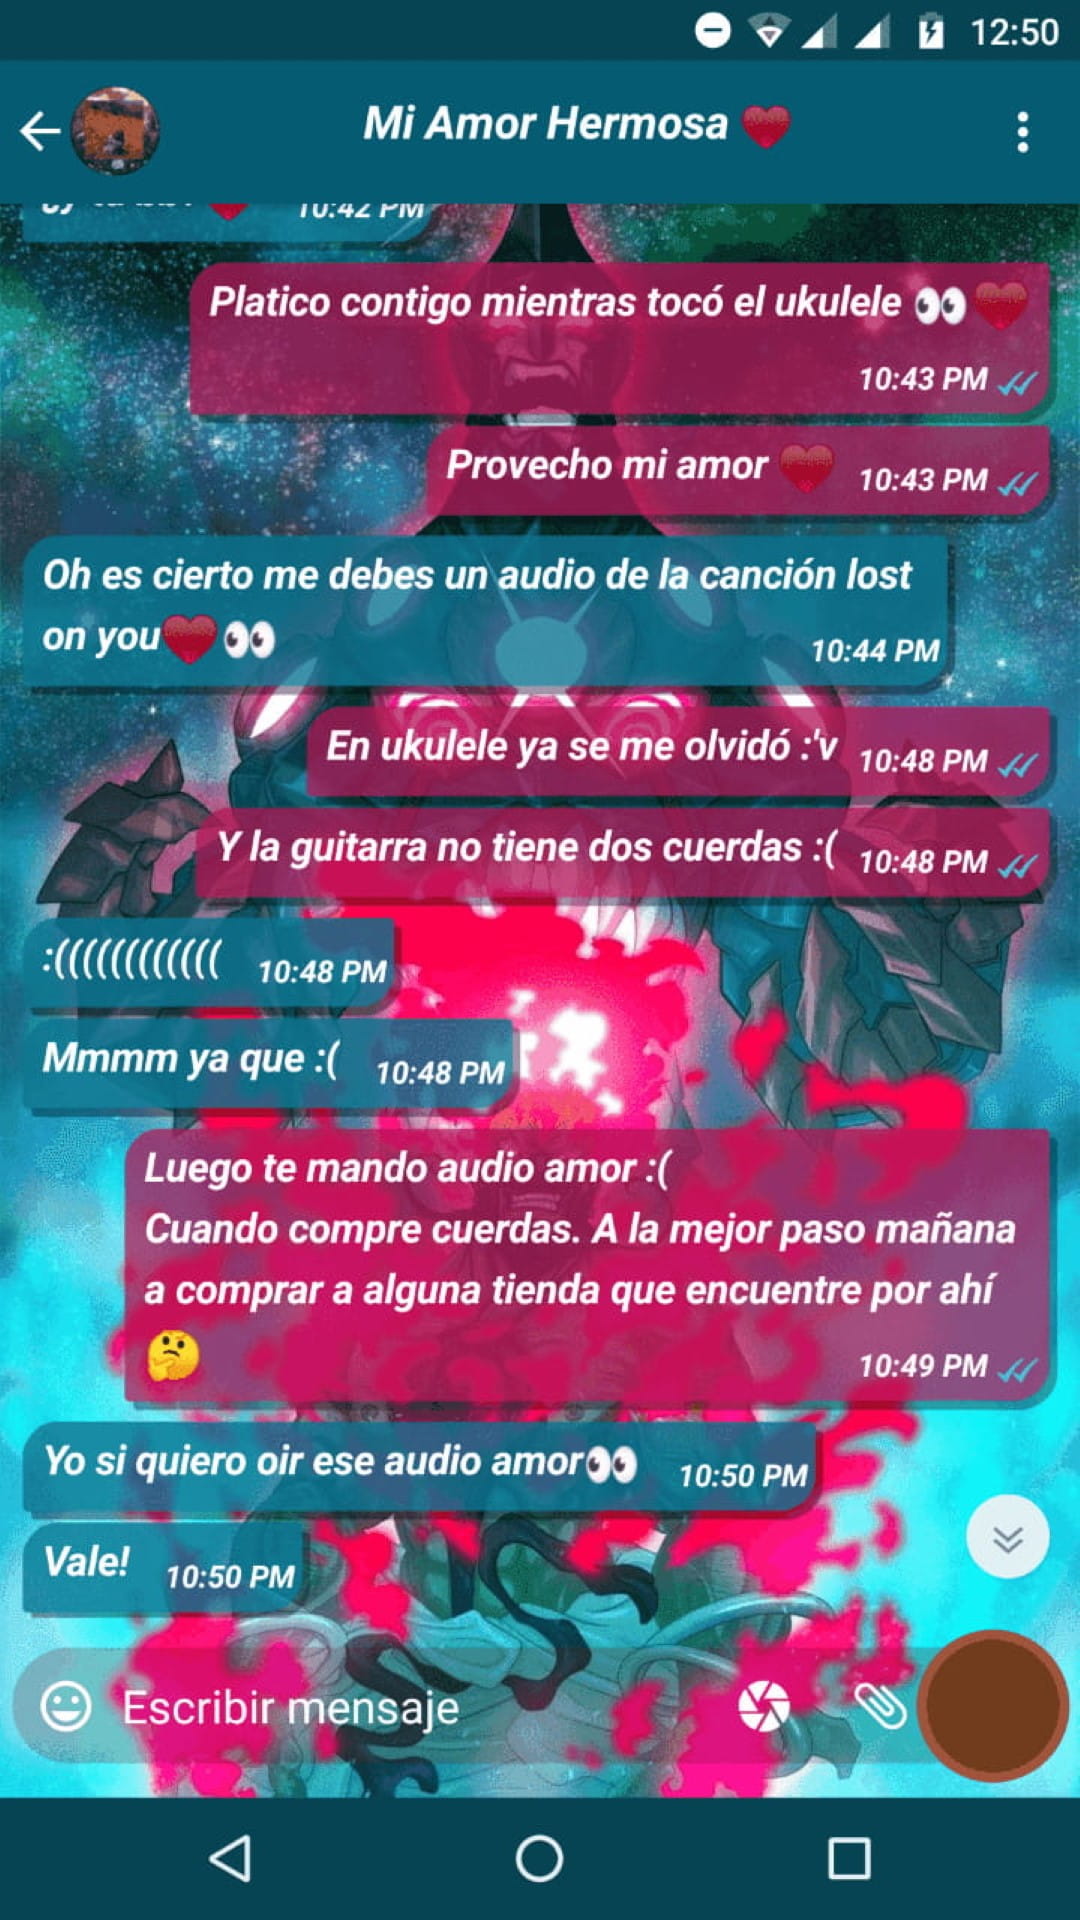 12:50
Mi Amor Hermosa ❤
10:42 PM
Platico contigo mientras tocó el ukulele 👀❤
10:43 PM
Provecho mi amor ❤ 10:43 PM
Oh es cierto me debes un audio de la canción lost
on you❤👀 10:44 PM
En ukulele ya se me olvidó :'v 10:48 PM
Y la guitarra no tiene dos cuerdas :( 10:48 PM
:(((((((((((( 10:48 PM
Mmmm ya que :( 10:48 PM
Luego te mando audio amor :(
Cuando compre cuerdas. A la mejor paso mañana
a comprar a alguna tienda que encuentre por ahí
🤔 10:49 PM
Yo si quiero oir ese audio amor👀 10:50 PM
Vale! 10:50 PM
Escribir mensaje